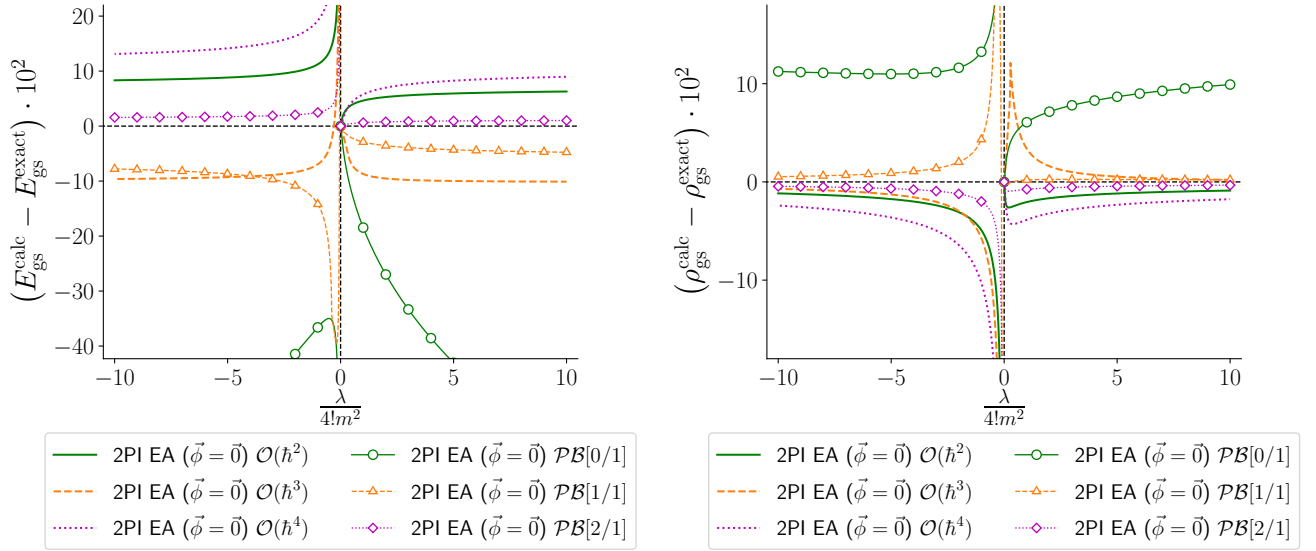 (E_gs^calc − E_gs^exact) · 10^2
20
10
0
−10
−20
−30
−40
−10
−5
0
5
10
λ/4!m^2
2PI EA (ϕ⃗ = 0⃗) 𝒪(ħ^2)
2PI EA (ϕ⃗ = 0⃗) 𝒪(ħ^3)
2PI EA (ϕ⃗ = 0⃗) 𝒪(ħ^4)
2PI EA (ϕ⃗ = 0⃗) 𝒫ℬ[0/1]
2PI EA (ϕ⃗ = 0⃗) 𝒫ℬ[1/1]
2PI EA (ϕ⃗ = 0⃗) 𝒫ℬ[2/1]
(ρ_gs^calc − ρ_gs^exact) · 10^2
10
0
−10
−10
−5
0
5
10
λ/4!m^2
2PI EA (ϕ⃗ = 0⃗) 𝒪(ħ^2)
2PI EA (ϕ⃗ = 0⃗) 𝒪(ħ^3)
2PI EA (ϕ⃗ = 0⃗) 𝒪(ħ^4)
2PI EA (ϕ⃗ = 0⃗) 𝒫ℬ[0/1]
2PI EA (ϕ⃗ = 0⃗) 𝒫ℬ[1/1]
2PI EA (ϕ⃗ = 0⃗) 𝒫ℬ[2/1]